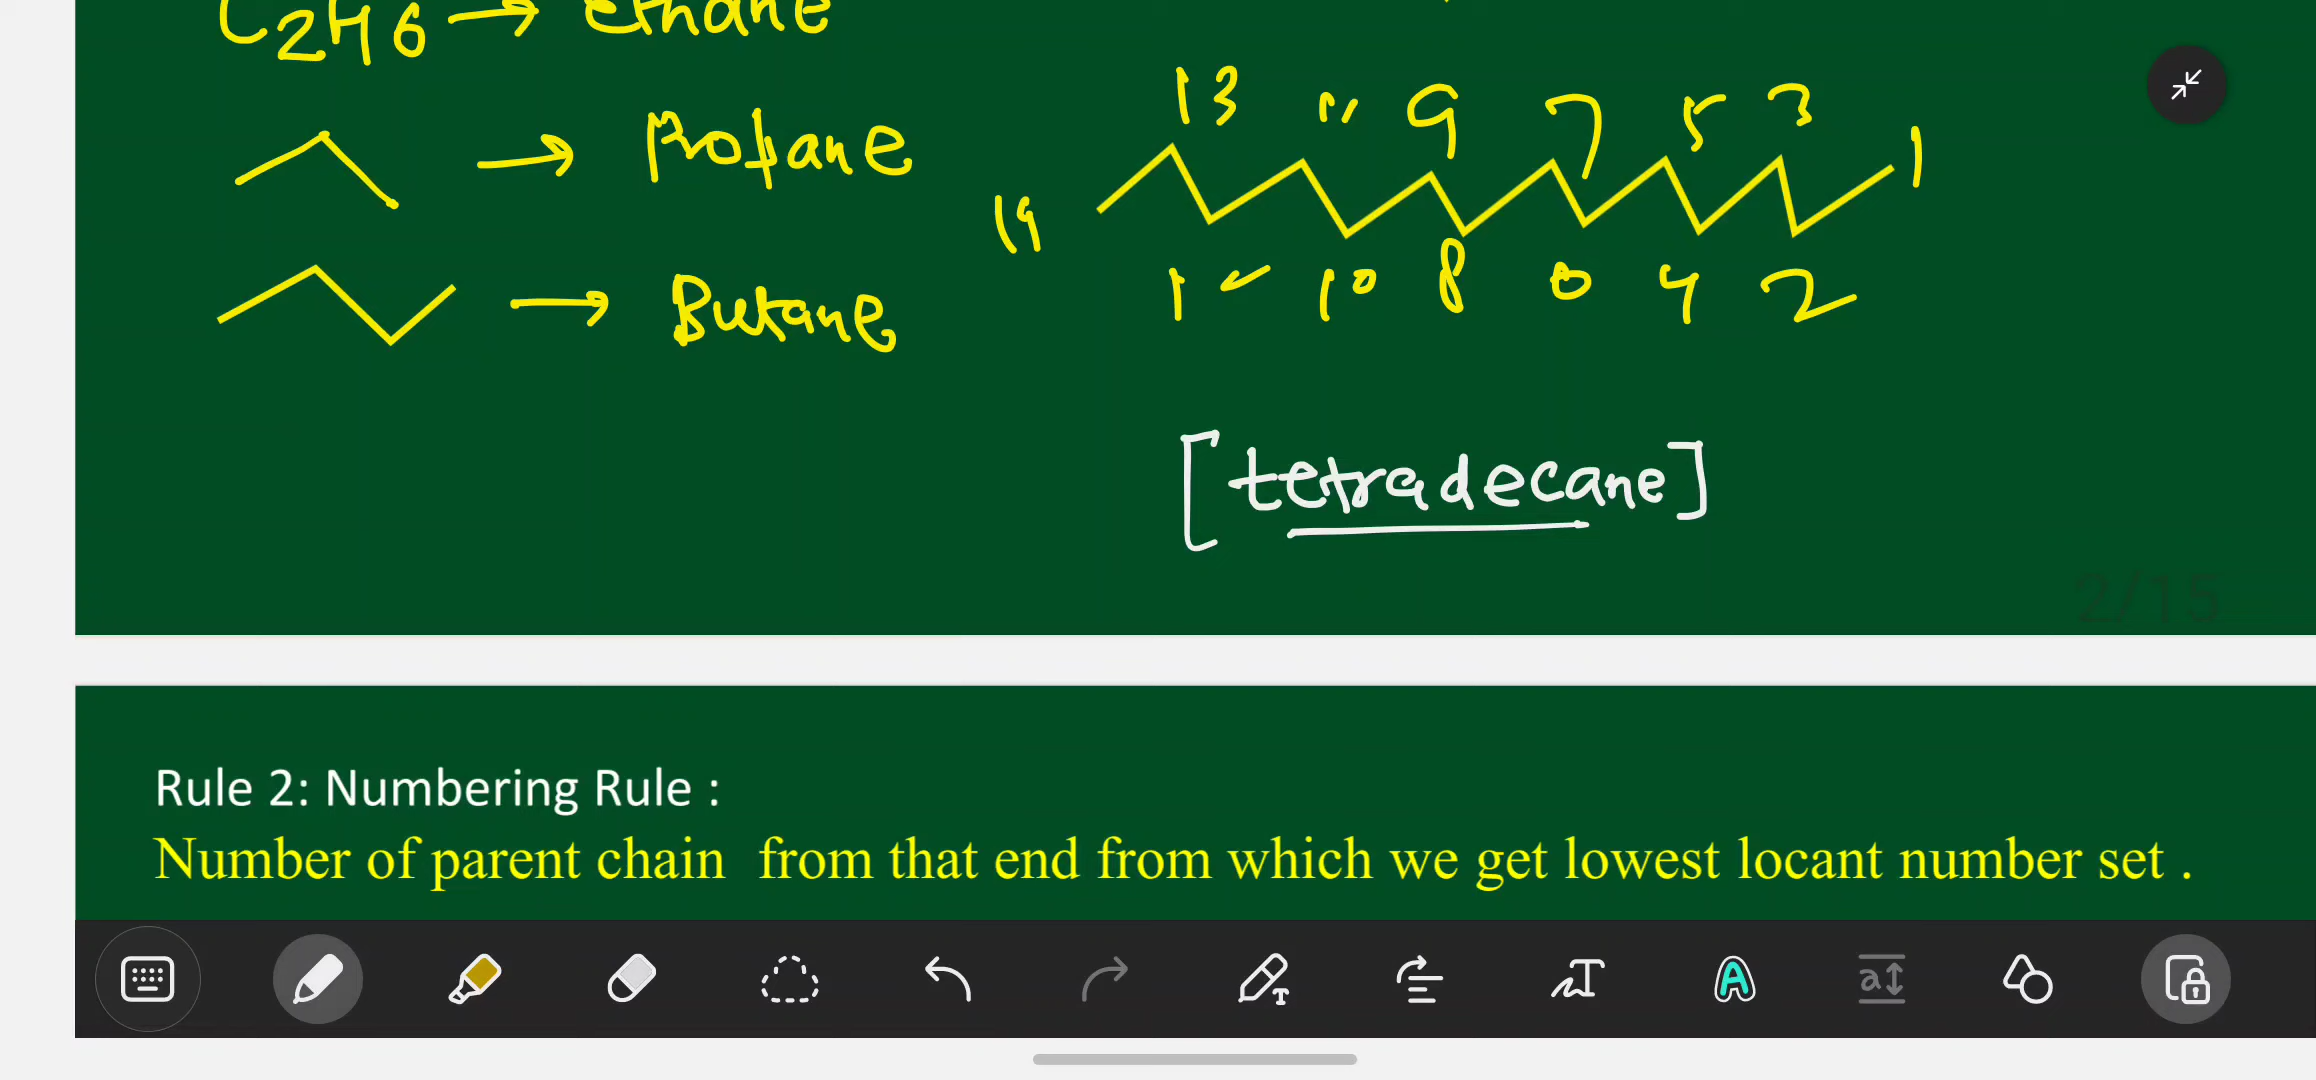 C2H6 → ethane
→ Propane
→ Butane
13 11 9 7 5 3 1
14
1 10 8 6 4 2
[tetradecane]
2/15
Rule 2: Numbering Rule :
Number of parent chain from that end from which we get lowest locant number set .